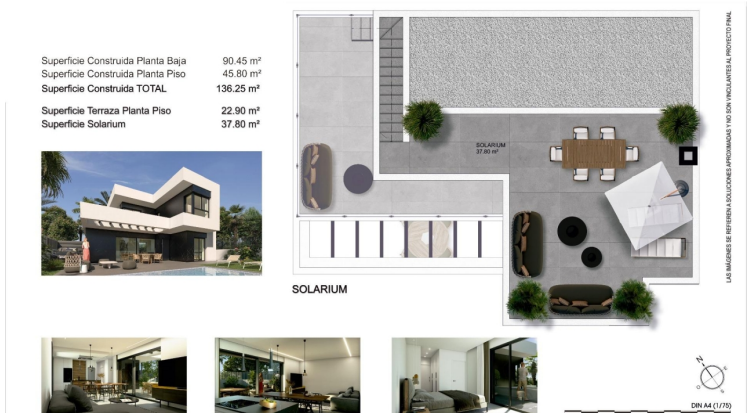 Superficie Construida Planta Baja 90.45 m²
Superficie Construida Planta Piso 45.80 m²
Superficie Construida TOTAL 136.25 m²
Superficie Terraza Planta Piso 22.90 m²
Superficie Solarium 37.80 m²
SOLARIUM
37.80 m²
SOLARIUM
LAS IMÁGENES SE REFIEREN A SOLUCIONES APROXIMADAS Y NO SON VINCULANTES AL PROYECTO FINAL
N
E
S
O
DIN A4 (1/75)